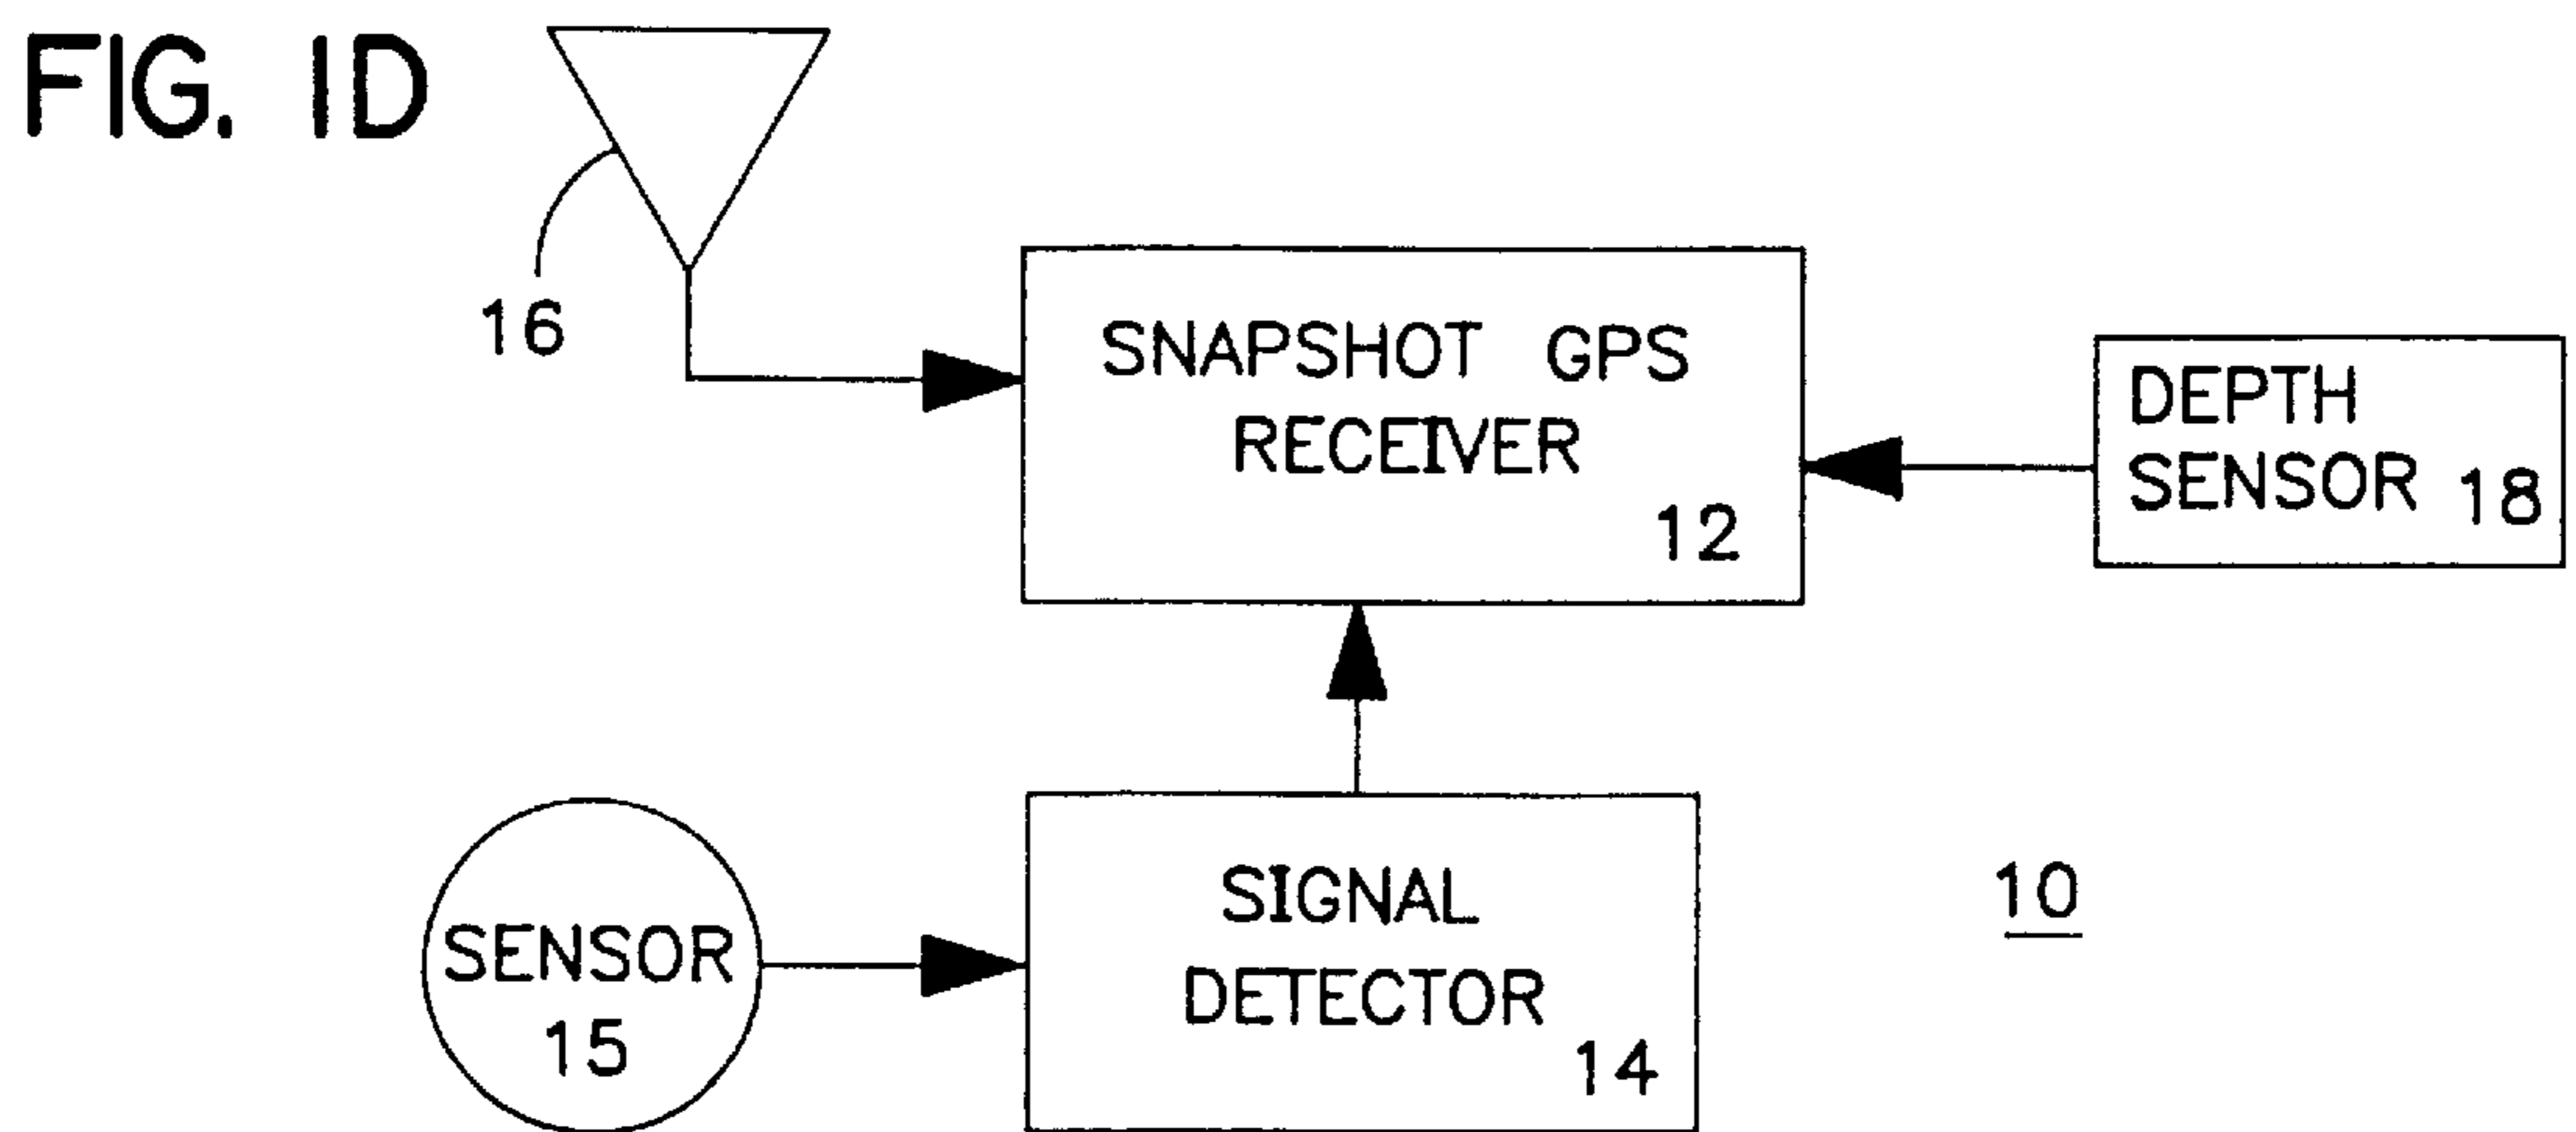 FIG. 1D
16
SNAPSHOT GPS
RECEIVER
12
DEPTH
SENSOR 18
SENSOR
15
SIGNAL
DETECTOR
14
10